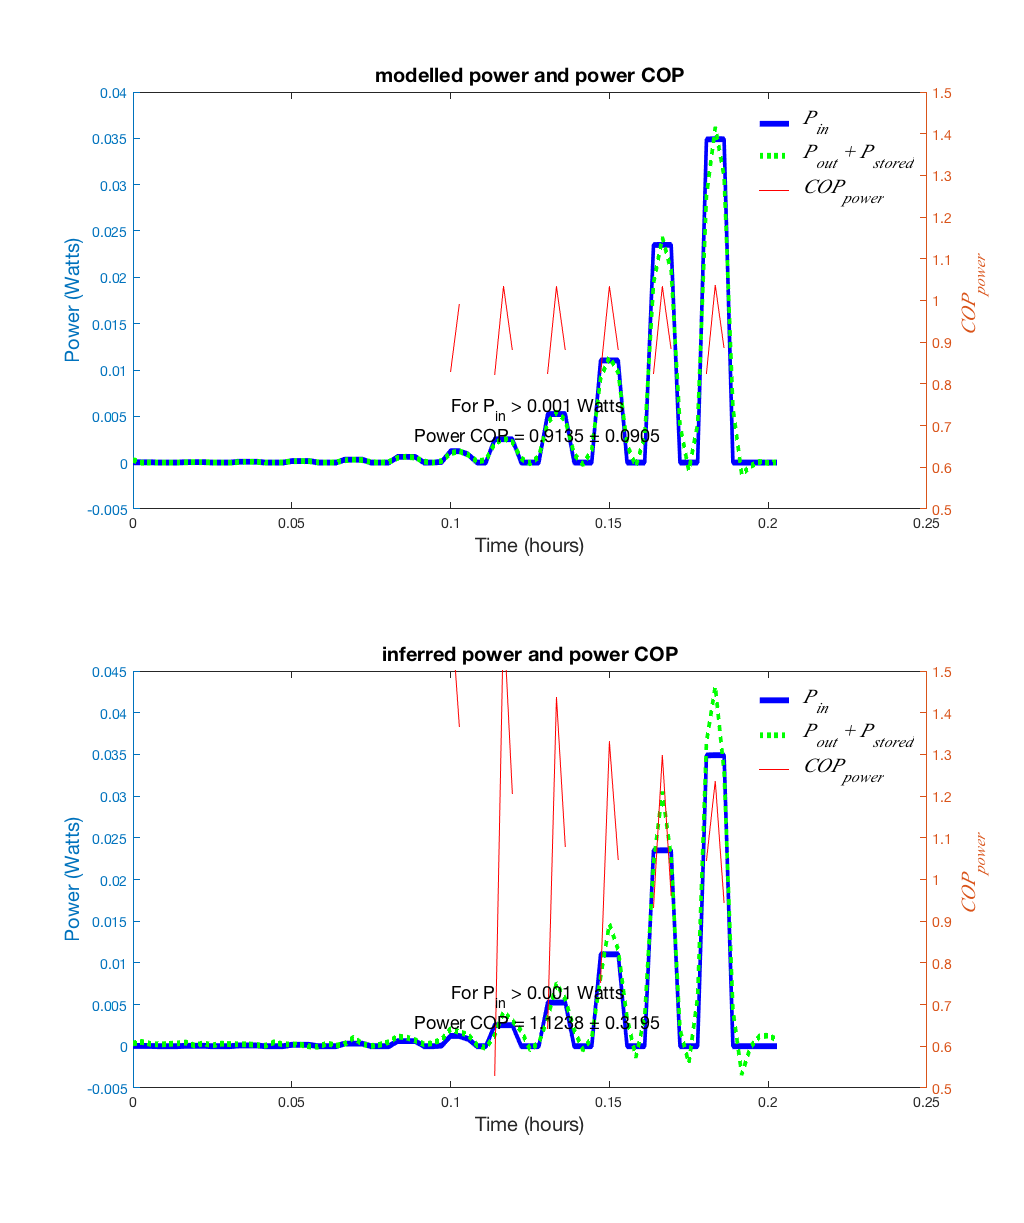 modelled power and power COP
0.04
0.035
0.03
0.025
0.02
0.015
0.01
0.005
0
-0.005
Power (Watts)
1.5
1.4
1.3
1.2
1.1
1
0.9
0.8
0.7
0.6
0.5
COP_power
P_in
P_out + P_stored
COP_power
For P_in > 0.001 Watts
Power COP = 0.9135 ± 0.0905
0 0.05 0.1 0.15 0.2 0.25
Time (hours)
inferred power and power COP
0.045
0.04
0.035
0.03
0.025
0.02
0.015
0.01
0.005
0
-0.005
Power (Watts)
1.5
1.4
1.3
1.2
1.1
1
0.9
0.8
0.7
0.6
0.5
COP_power
P_in
P_out + P_stored
COP_power
For P_in > 0.001 Watts
Power COP = 1.1238 ± 0.3195
0 0.05 0.1 0.15 0.2 0.25
Time (hours)